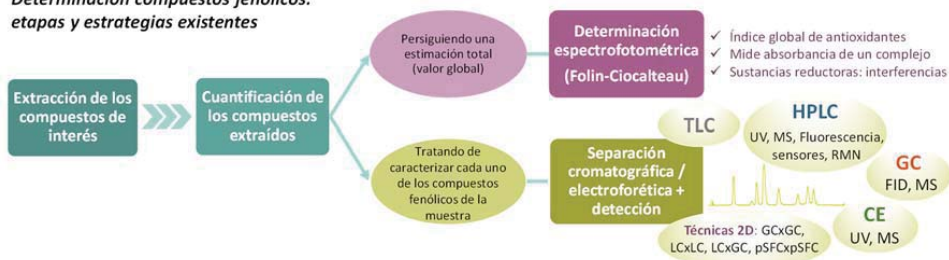 Determinación compuestos fenólicos:
etapas y estrategias existentes
Extracción de los
compuestos de
interés
Cuantificación de
los compuestos
extraídos
Persiguiendo una
estimación total
(valor global)
Determinación
espectrofotométrica
(Folin-Ciocalteau)
✓ Índice global de antioxidantes
✓ Mide absorbancia de un complejo
✓ Sustancias reductoras: interferencias
Tratando de
caracterizar cada uno
de los compuestos
fenólicos de la
muestra
Separación
cromatográfica /
electroforética +
detección
TLC
HPLC
UV, MS, Fluorescencia,
sensores, RMN
GC
FID, MS
CE
UV, MS
Técnicas 2D: GCxGC,
LCxLC, LCxGC, pSFCxpSFC